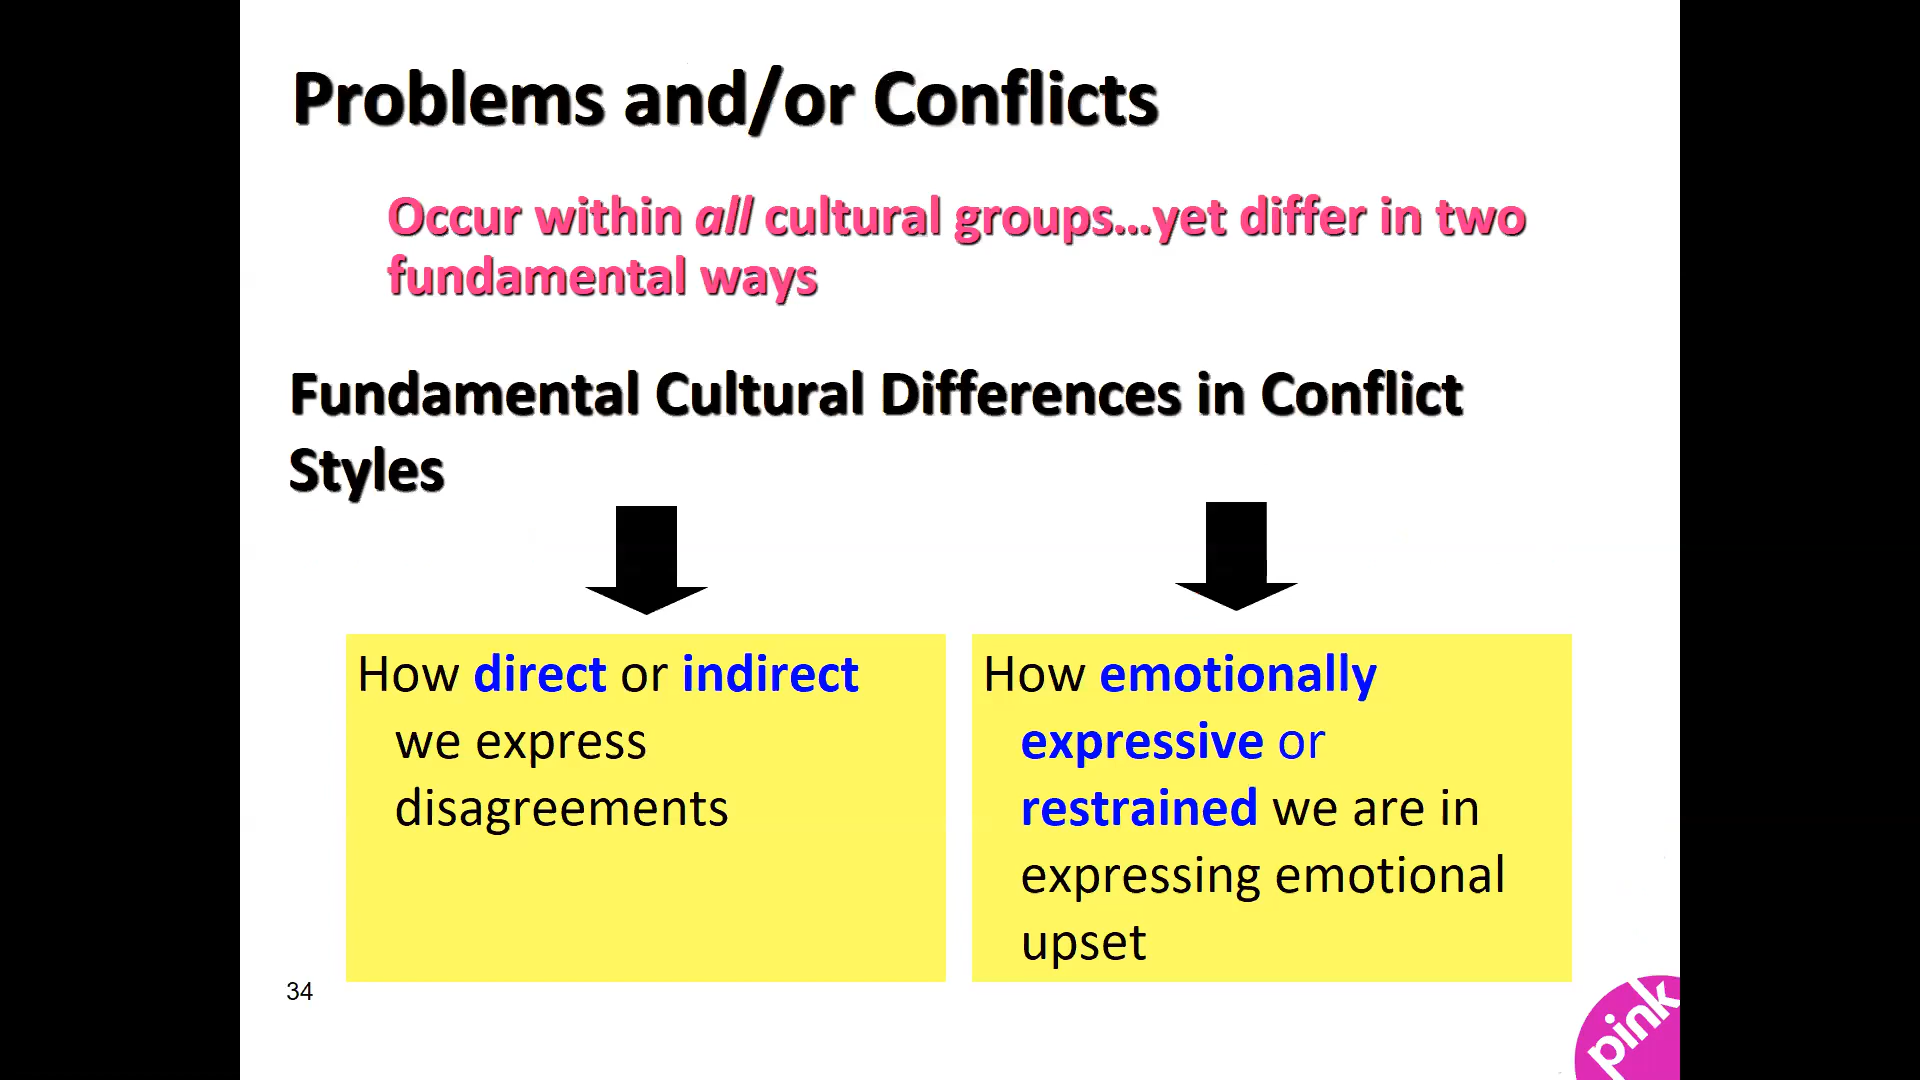 Problems and/or Conflicts
Occur within all cultural groups...yet differ in two
fundamental ways
Fundamental Cultural Differences in Conflict
Styles
How direct or indirect
we express
disagreements
How emotionally
expressive or
restrained we are in
expressing emotional
upset
34
pink